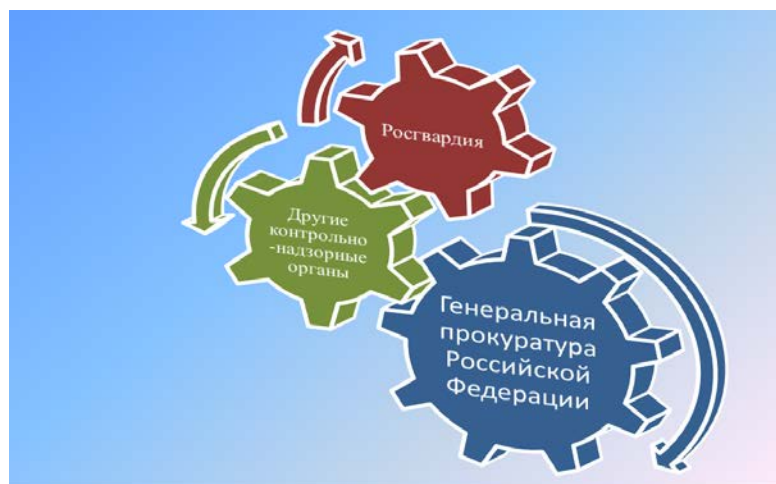 Росгвардия
Другие
контрольно
-надзорные
органы
Генеральная
прокуратура
Российской
Федерации